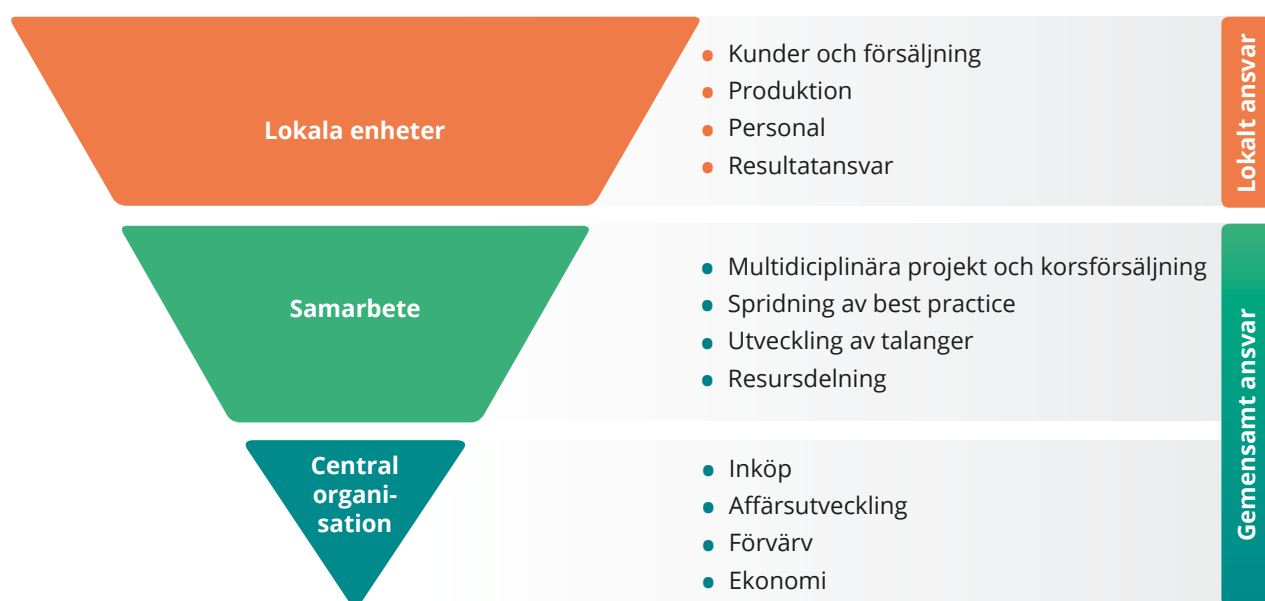 Lokala enheter
Kunder och försäljning
Produktion
Personal
Resultatansvar
Lokalt ansvar
Samarbete
Multidiciplinära projekt och korsförsäljning
Spridning av best practice
Utveckling av talanger
Resursdelning
Gemensamt ansvar
Central
organi-
sation
Inköp
Affärsutveckling
Förvärv
Ekonomi